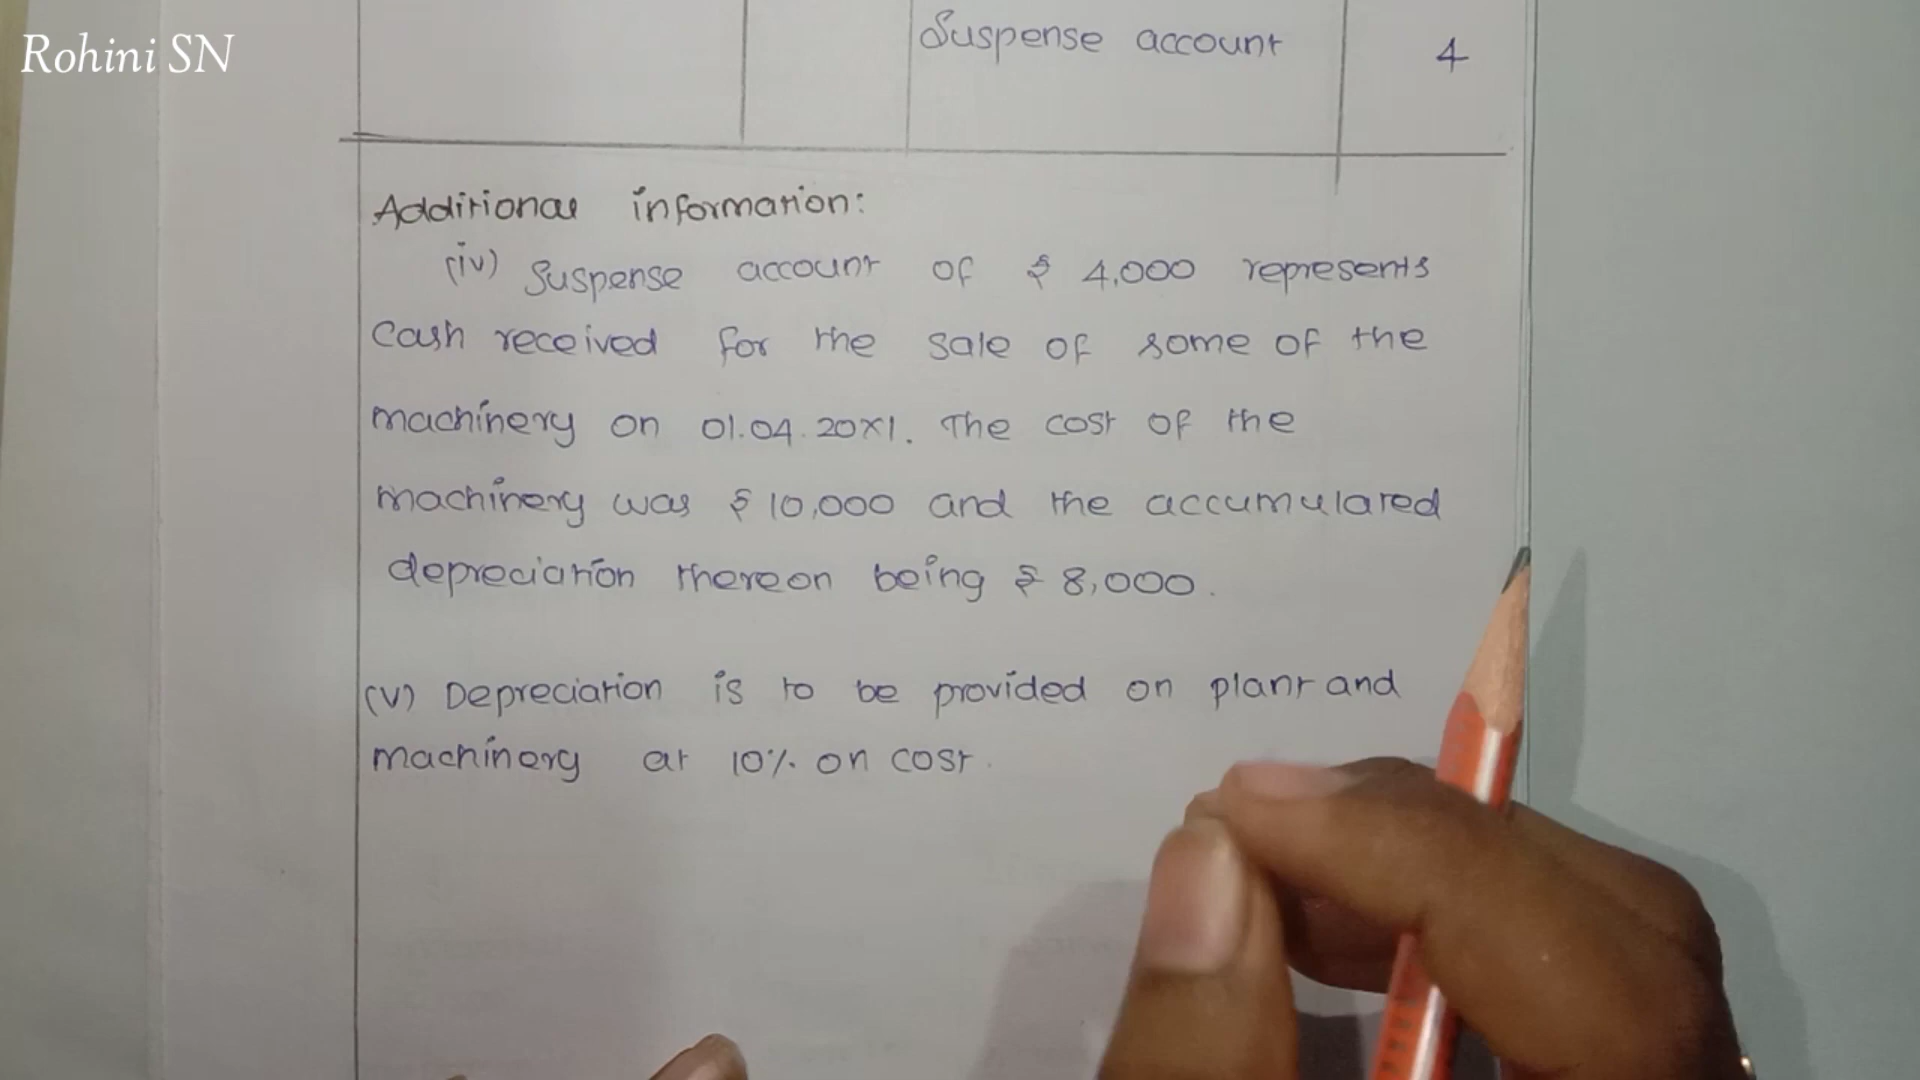 Rohini SN
Suspense account 4
Additional information:
(iv) Suspense account of ₹ 4,000 represents
Cash received for the sale of some of the
machinery on 01.04.20X1. The cost of the
machinery was ₹ 10,000 and the accumulated
depreciation thereon being ₹ 8,000.
(V) Depreciation is to be provided on plant and
machinery at 10% on cost.